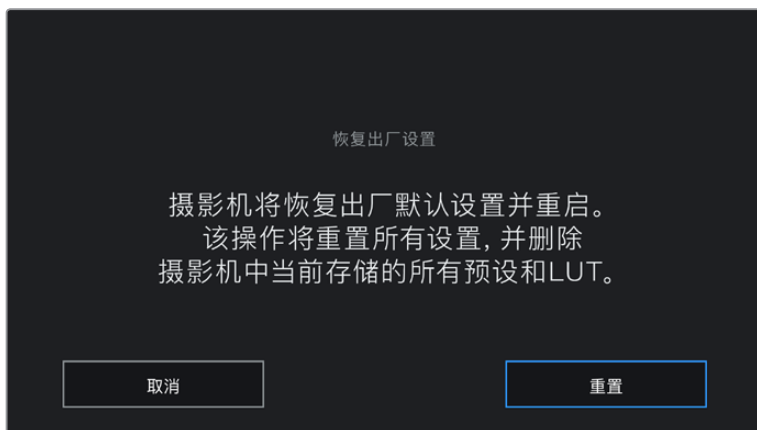 恢复出厂设置
摄影机将恢复出厂默认设置并重启。
该操作将重置所有设置, 并删除
摄影机中当前存储的所有预设和LUT。
取消
重置